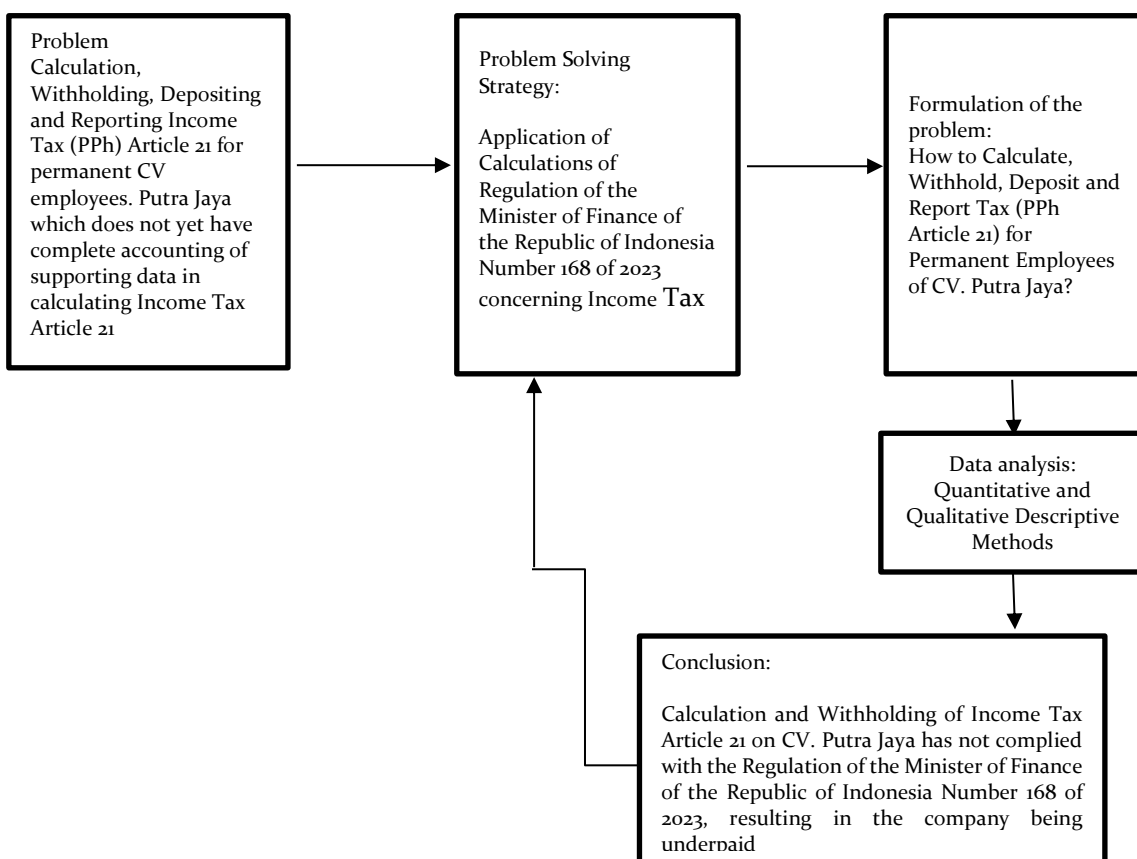 Problem
Calculation,
Withholding, Depositing
and Reporting Income
Tax (PPh) Article 21 for
permanent CV
employees. Putra Jaya
which does not yet have
complete accounting of
supporting data in
calculating Income Tax
Article 21
Problem Solving
Strategy:
Application of
Calculations of
Regulation of the
Minister of Finance of
the Republic of Indonesia
Number 168 of 2023
concerning Income Tax
Formulation of the
problem:
How to Calculate,
Withhold, Deposit and
Report Tax (PPh
Article 21) for
Permanent Employees
of CV. Putra Jaya?
Data analysis:
Quantitative and
Qualitative Descriptive
Methods
Conclusion:
Calculation and Withholding of Income Tax
Article 21 on CV. Putra Jaya has not complied
with the Regulation of the Minister of Finance
of the Republic of Indonesia Number 168 of
2023, resulting in the company being
underpaid